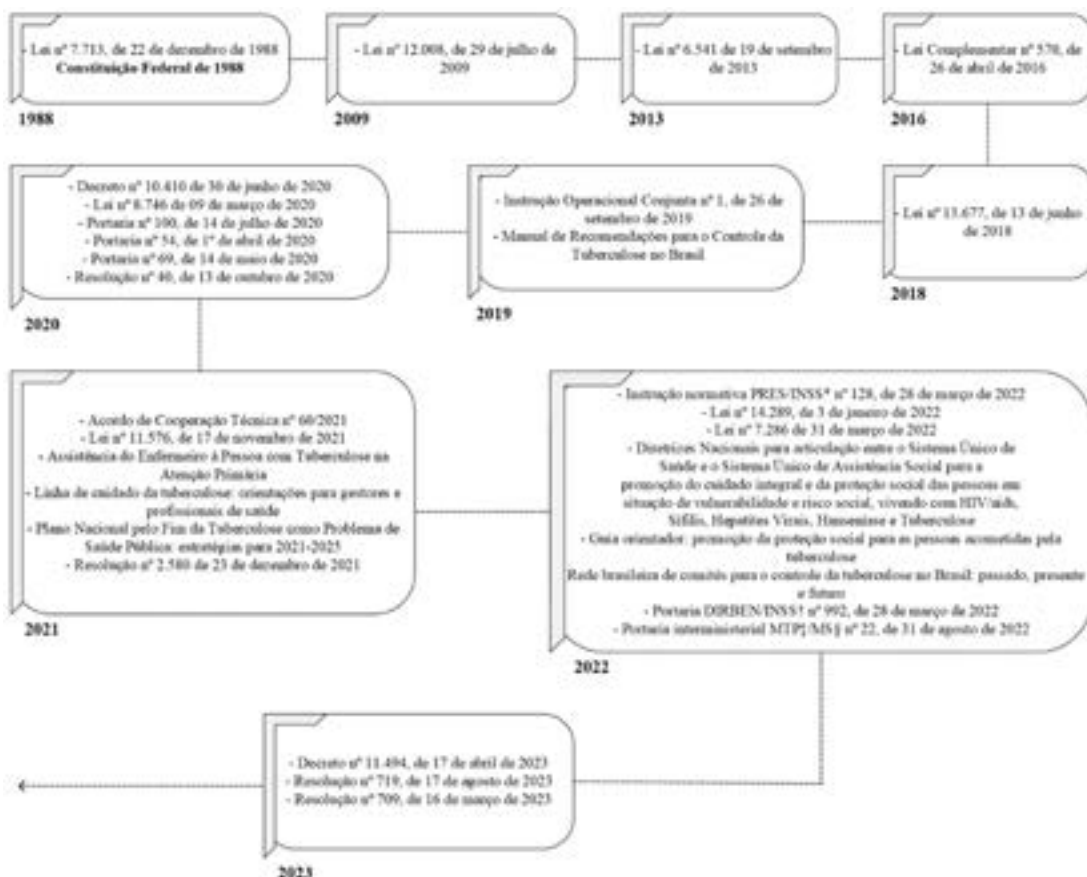 - Lei nº 7.713, de 22 de dezembro de 1988
Constituição Federal de 1988
1988
- Lei nº 12.008, de 29 de julho de
2009
2009
- Lei nº 6.541 de 19 de setembro
de 2013
2013
- Lei Complementar nº 570, de
26 de abril de 2016
2016
- Lei nº 13.677, de 13 de junho
de 2018
2018
- Instrução Operacional Conjunta nº 1, de 26 de
setembro de 2019
- Manual de Recomendações para o Controle da
Tuberculose no Brasil
2019
- Decreto nº 10.410 de 30 de junho de 2020
- Lei nº 8.746 de 09 de março de 2020
- Portaria nº 100, de 14 de julho de 2020
- Portaria nº 54, de 1º de abril de 2020
- Portaria nº 69, de 14 de maio de 2020
- Resolução nº 40, de 13 de outubro de 2020
2020
- Acordo de Cooperação Técnica nº 60/2021
- Lei nº 11.576, de 17 de novembro de 2021
- Assistência do Enfermeiro à Pessoa com Tuberculose na
Atenção Primária
- Linha de cuidado da tuberculose: orientações para gestores e
profissionais de saúde
- Plano Nacional pelo Fim da Tuberculose como Problema de
Saúde Pública: estratégias para 2021-2025
- Resolução nº 2.580 de 23 de dezembro de 2021
2021
- Instrução normativa PRES/INSS* nº 128, de 28 de março de 2022
- Lei nº 14.289, de 3 de janeiro de 2022
- Lei nº 7.286 31 de março de 2022
- Diretrizes Nacionais para articulação entre o Sistema Único de
Saúde e o Sistema Único de Assistência Social para a
promoção do cuidado integral e da proteção social das pessoas em
situação de vulnerabilidade e risco social, vivendo com HIV/aids,
Sífilis, Hepatites Virais, Hanseníase e Tuberculose
- Guia orientador: promoção da proteção social para as pessoas acometidas pela
tuberculose
Rede brasileira de comitês para o controle da tuberculose no Brasil: passado, presente
e futuro
- Portaria DIRBEN/INSS† nº 992, de 28 de março de 2022
- Portaria interministerial MTP‡/MS§ nº 22, de 31 de agosto de 2022
2022
- Decreto nº 11.494, de 17 de abril de 2023
- Resolução nº 719, de 17 de agosto de 2023
- Resolução nº 709, de 16 de março de 2023
2023